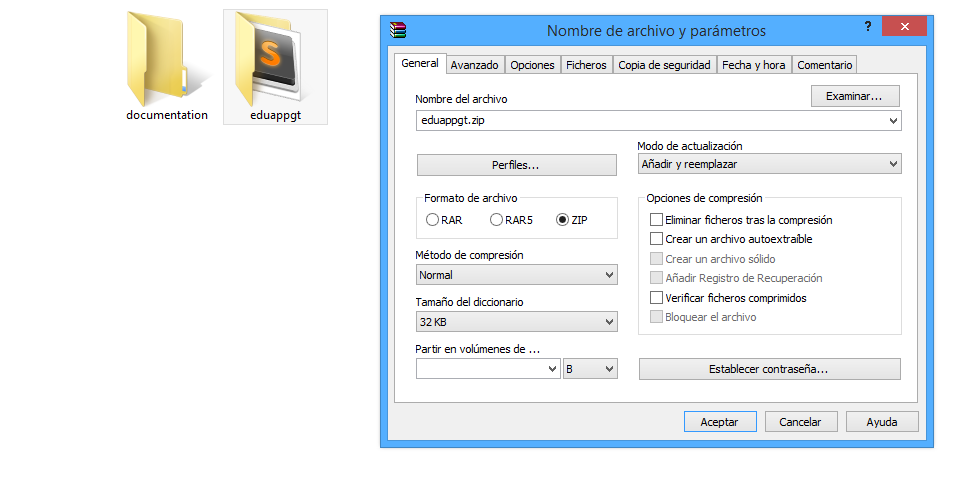 documentation
eduappgt
Nombre de archivo y parámetros
?
General
Avanzado
Opciones
Ficheros
Copia de seguridad
Fecha y hora
Comentario
Nombre del archivo
Examinar...
eduappgt.zip
Modo de actualización
Perfiles...
Añadir y reemplazar
Formato de archivo
RAR
RAR5
ZIP
Método de compresión
Normal
Tamaño del diccionario
32 KB
Partir en volúmenes de ...
B
Opciones de compresión
Eliminar ficheros tras la compresión
Crear un archivo autoextraíble
Crear un archivo sólido
Añadir Registro de Recuperación
Verificar ficheros comprimidos
Bloquear el archivo
Establecer contraseña...
Aceptar
Cancelar
Ayuda